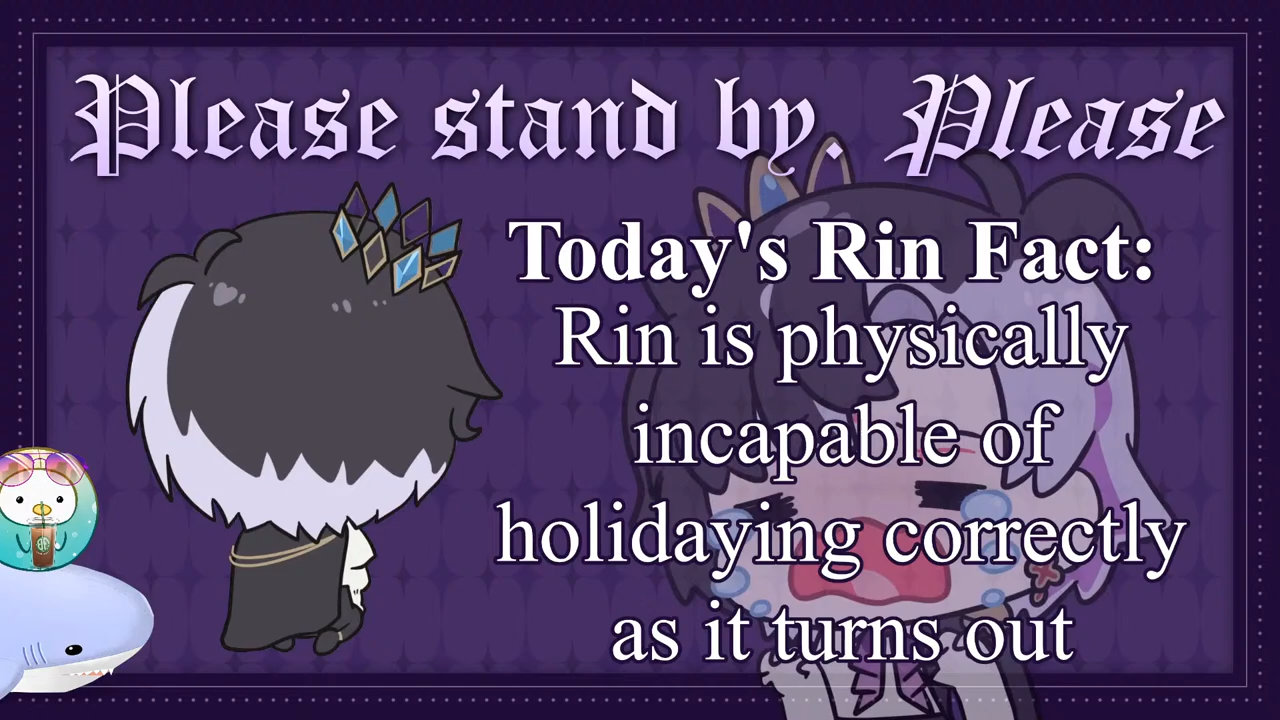 Please stand by. Please
Today's Rin Fact:
Rin is physically
incapable of
holidaying correctly
as it turns out